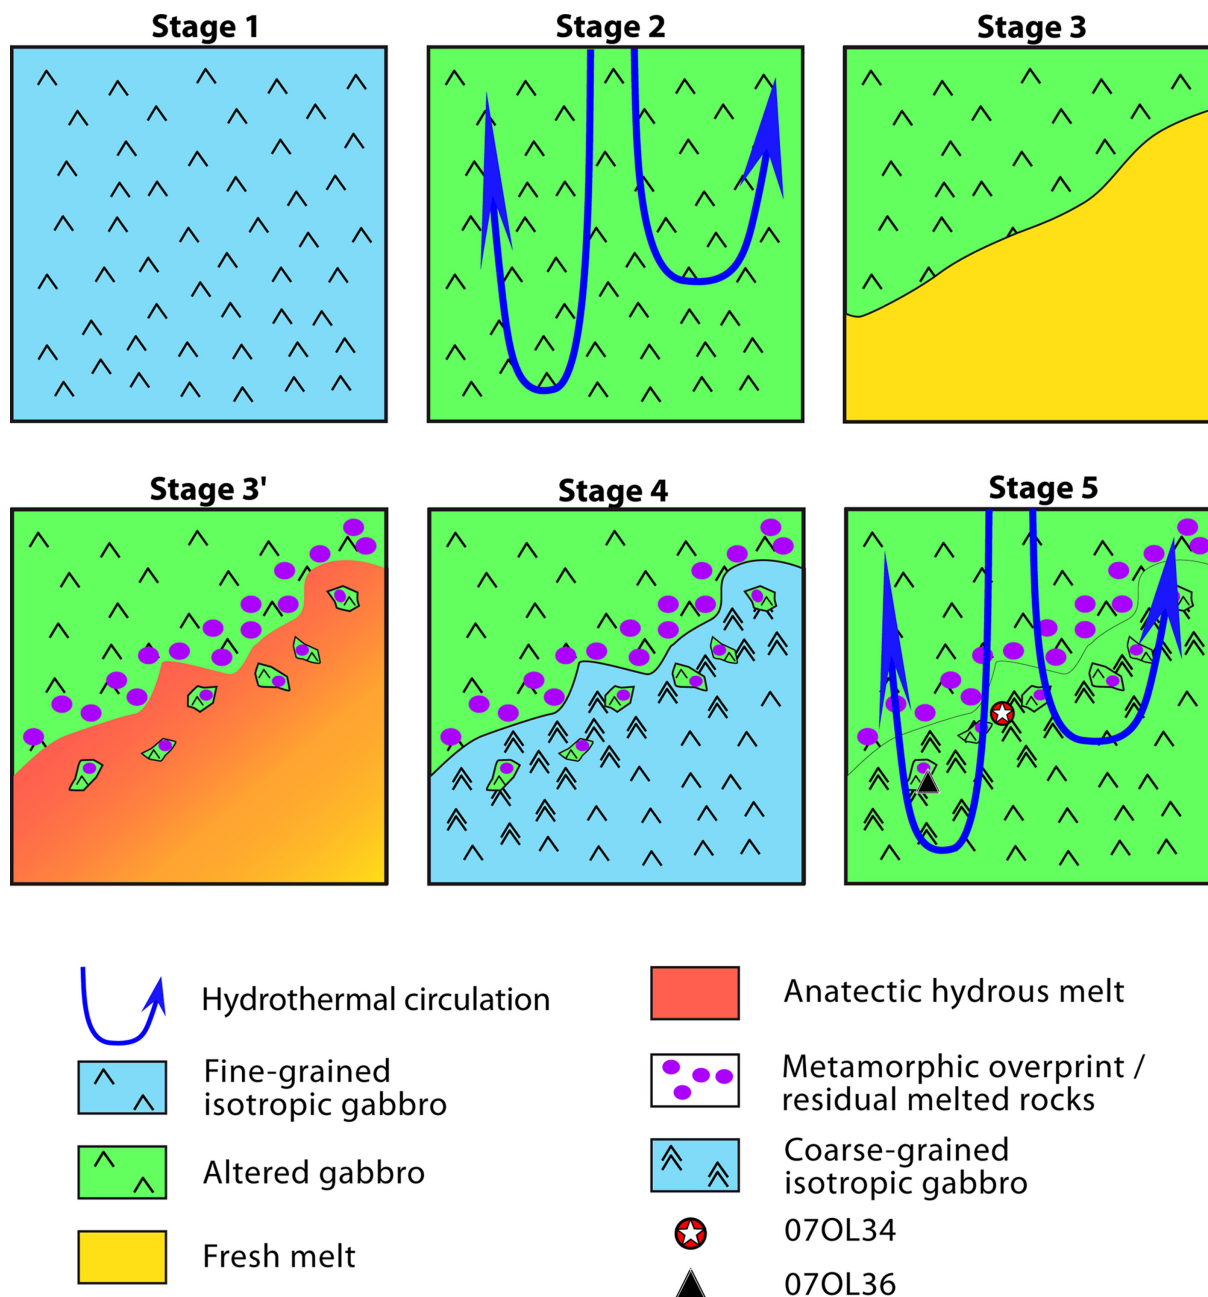 Stage 1
Stage 2
Stage 3
Stage 3'
Stage 4
Stage 5
Hydrothermal circulation
Fine-grained
isotropic gabbro
Altered gabbro
Fresh melt
Anatectic hydrous melt
Metamorphic overprint /
residual melted rocks
Coarse-grained
isotropic gabbro
07OL34
07OL36